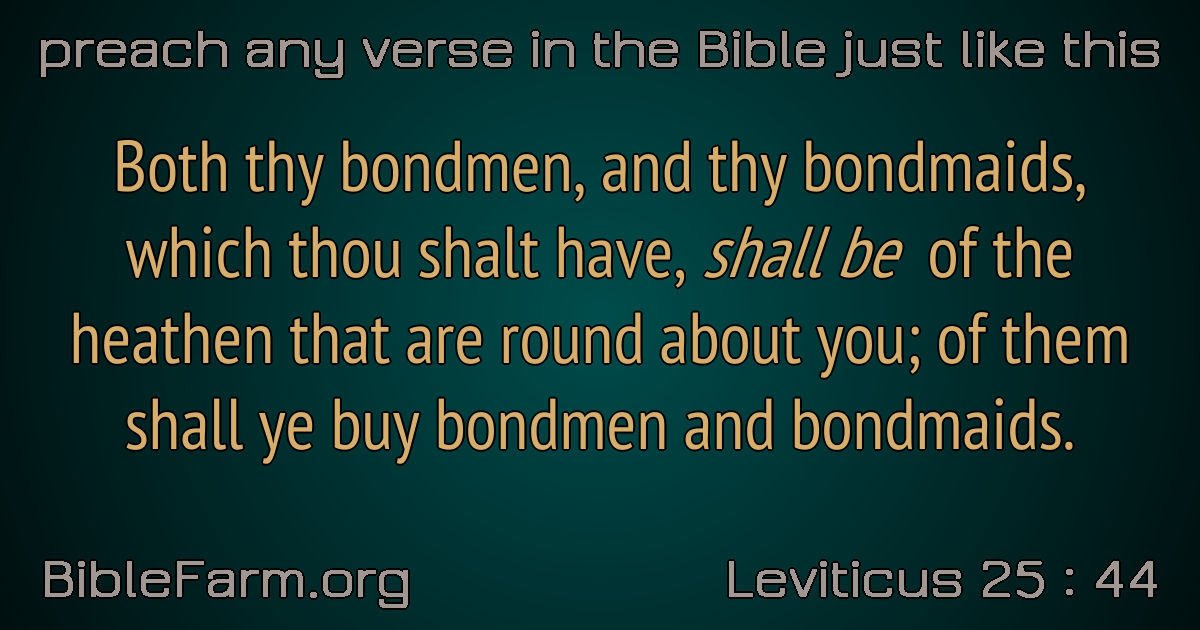 preach any verse in the Bible just like this
Both thy bondmen, and thy bondmaids,
which thou shalt have, shall be of the
heathen that are round about you; of them
shall ye buy bondmen and bondmaids.
BibleFarm.org
Leviticus 25 : 44